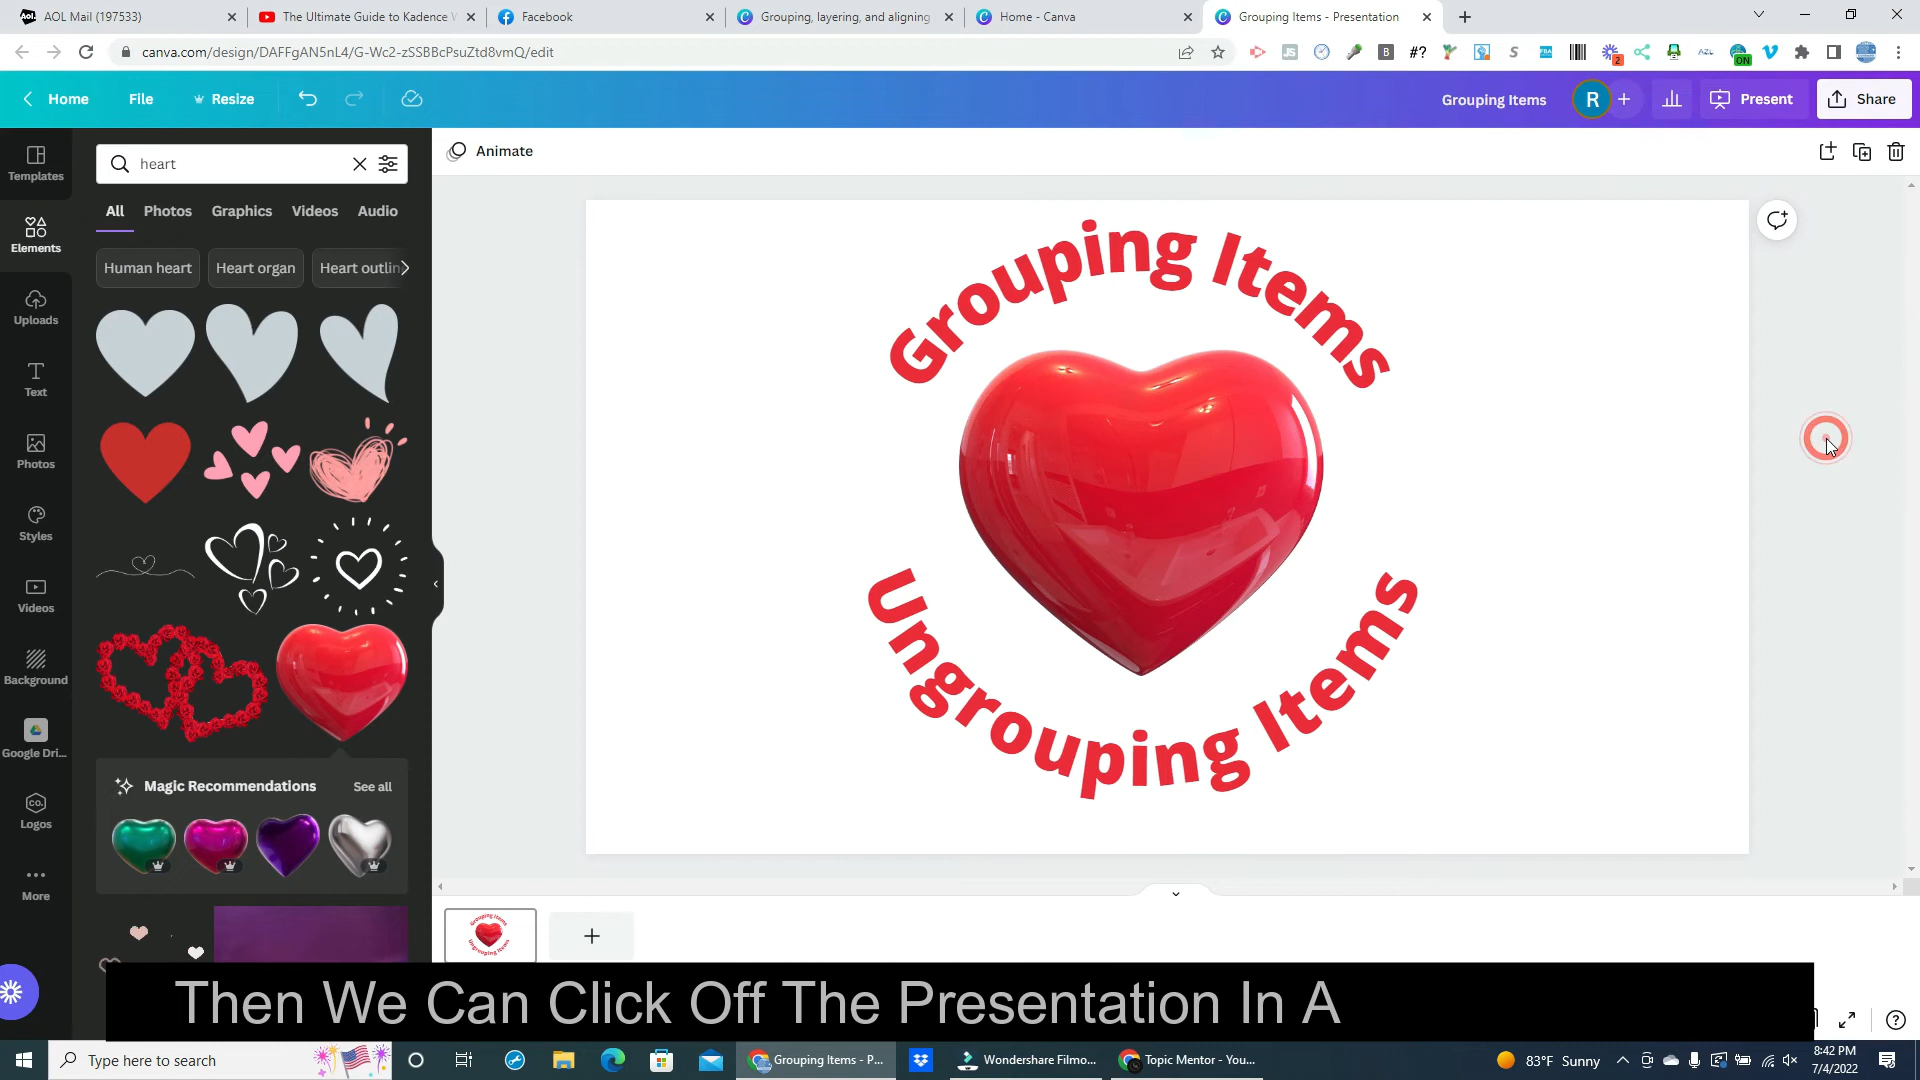 AOL Mail (197533)
The Ultimate Guide to Kadence W
Facebook
Grouping, layering, and aligning
Home - Canva
Grouping Items - Presentation
canva.com/design/DAFFgAN5nL4/G-Wc2-zSSBBcPsuZtd8vmQ/edit
Home
File
Resize
Grouping Items
R
Present
Share
Templates
Elements
Uploads
Text
Photos
Styles
Videos
Background
Google Dri...
Logos
More
heart
All
Photos
Graphics
Videos
Audio
Human heart
Heart organ
Heart outlin
Magic Recommendations
See all
Animate
Grouping Items
Ungrouping Items
Then We Can Click Off The Presentation In A
Type here to search
Grouping Items - P...
Wondershare Filmo...
Topic Mentor - You...
83°F Sunny
8:42 PM
7/4/2022